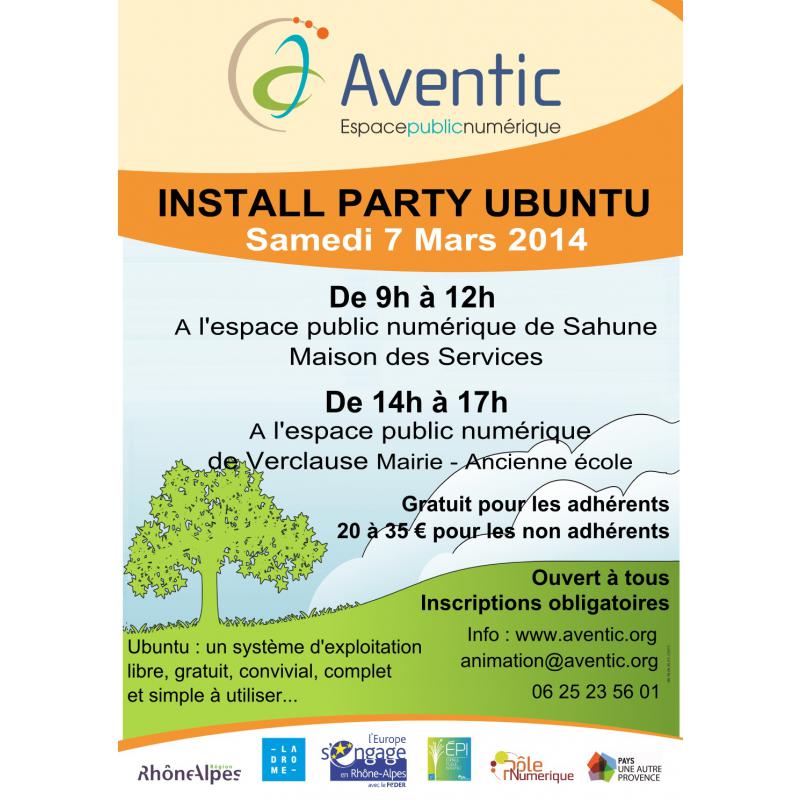 Aventic
Espacepublicnumérique
INSTALL PARTY UBUNTU
Samedi 7 Mars 2014
De 9h à 12h
A l'espace public numérique de Sahune
Maison des Services
De 14h à 17h
A l'espace public numérique
de Verclause Mairie - Ancienne école
Gratuit pour les adhérents
20 à 35 € pour les non adhérents
Ouvert à tous
Inscriptions obligatoires
Info : www.aventic.org
animation@aventic.org
06 25 23 56 01
Ubuntu : un système d'exploitation
libre, gratuit, convivial, complet
et simple à utiliser...
RhôneAlpes Région
LA
DROME
l'Europe
s'engage
en Rhône-Alpes
avec le FEDER
ÉPI
Pôle
Numérique
PAYS
UNE AUTRE
PROVENCE